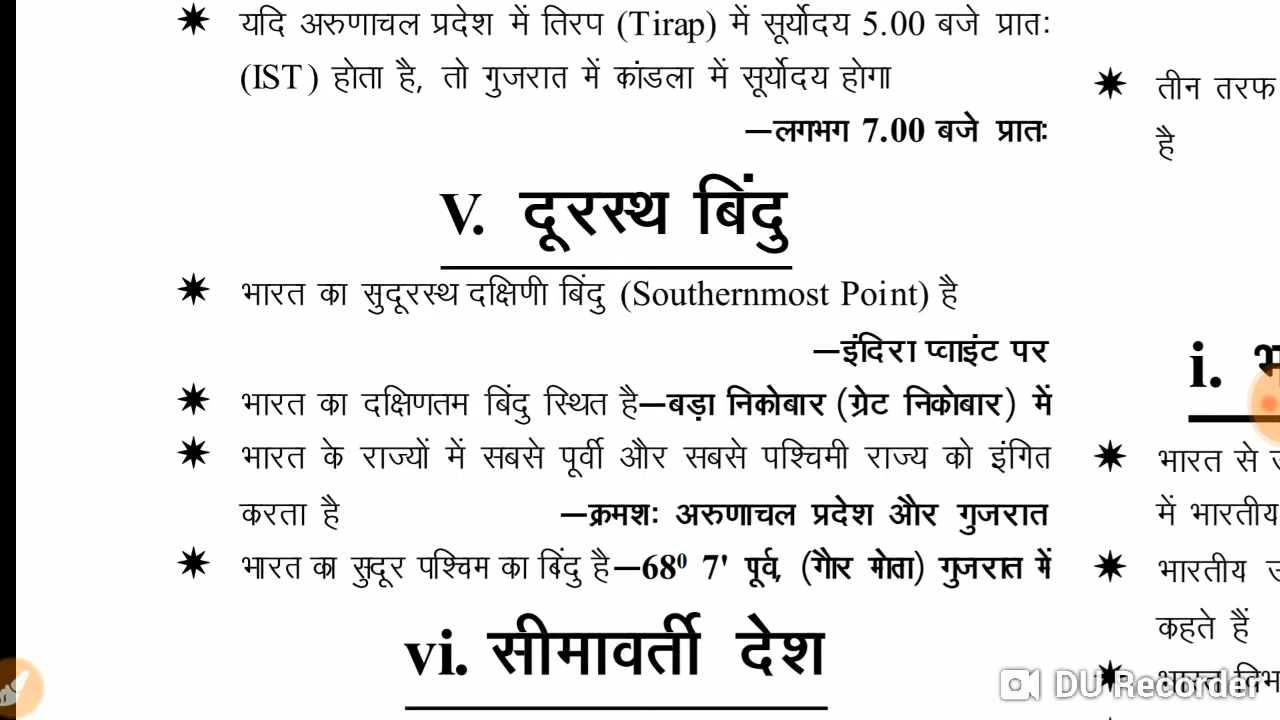 ✷ यदि अरुणाचल प्रदेश में तिरप (Tirap) में सूर्योदय 5.00 बजे प्रातः
(IST) होता है, तो गुजरात में कांडला में सूर्योदय होगा
–लगभग 7.00 बजे प्रातः
v. दूरस्थ बिंदु
✷ भारत का सुदूरस्थ दक्षिणी बिंदु (Southernmost Point) है
–इंदिरा प्वाइंट पर
✷ भारत का दक्षिणतम बिंदु स्थित है–बड़ा निकोबार (ग्रेट निकोबार) में
✷ भारत के राज्यों में सबसे पूर्वी और सबसे पश्चिमी राज्य को इंगित
करता है –क्रमशः अरुणाचल प्रदेश और गुजरात
✷ भारत का सुदूर पश्चिम का बिंदु है–68⁰ 7' पूर्व, (गौर मोता) गुजरात में
vi. सीमावर्ती देश
✷ तीन तरफ
है
i.
✷ भारत से
में भारतीय
✷ भारतीय
कहते हैं
✷ भारत
DU Recorder